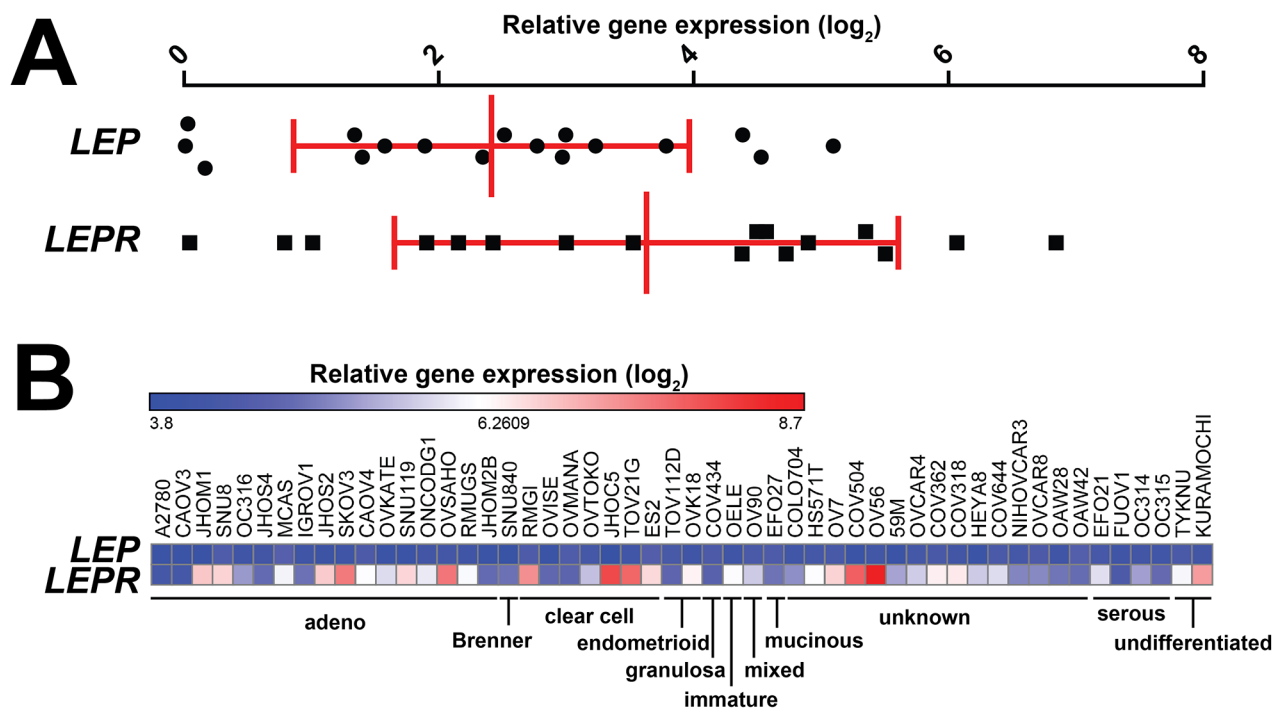 A
Relative gene expression (log2)
0 2 4 6 8
LEP
LEPR
B
Relative gene expression (log2)
3.8 6.2609 8.7
A2780 CAOV3 JHOM1 SNU8 OC316 JHOS4 MCAS IGROV1 JHOS2 SKOV3 CAOV4 OVKATE SNU119 ONCODG1 OVSAHO RMUGS JHOM2B SNU840 RMGI OVISE OVMANA OVTOKO JHOC5 TOV21G ES2 TOV112D OVK18 COV434 OELE OV90 EFO27 COLO704 HS571T OV7 COV504 OV56 59M OVCAR4 COV362 COV318 HEYA8 COV644 NIHOVCAR3 OVCAR8 OAW28 OAW42 EFO21 FUOV1 OC314 OC315 TYKNU KURAMOCHI
LEP
LEPR
adeno
Brenner
clear cell
endometrioid
granulosa
immature
mixed
mucinous
unknown
serous
undifferentiated